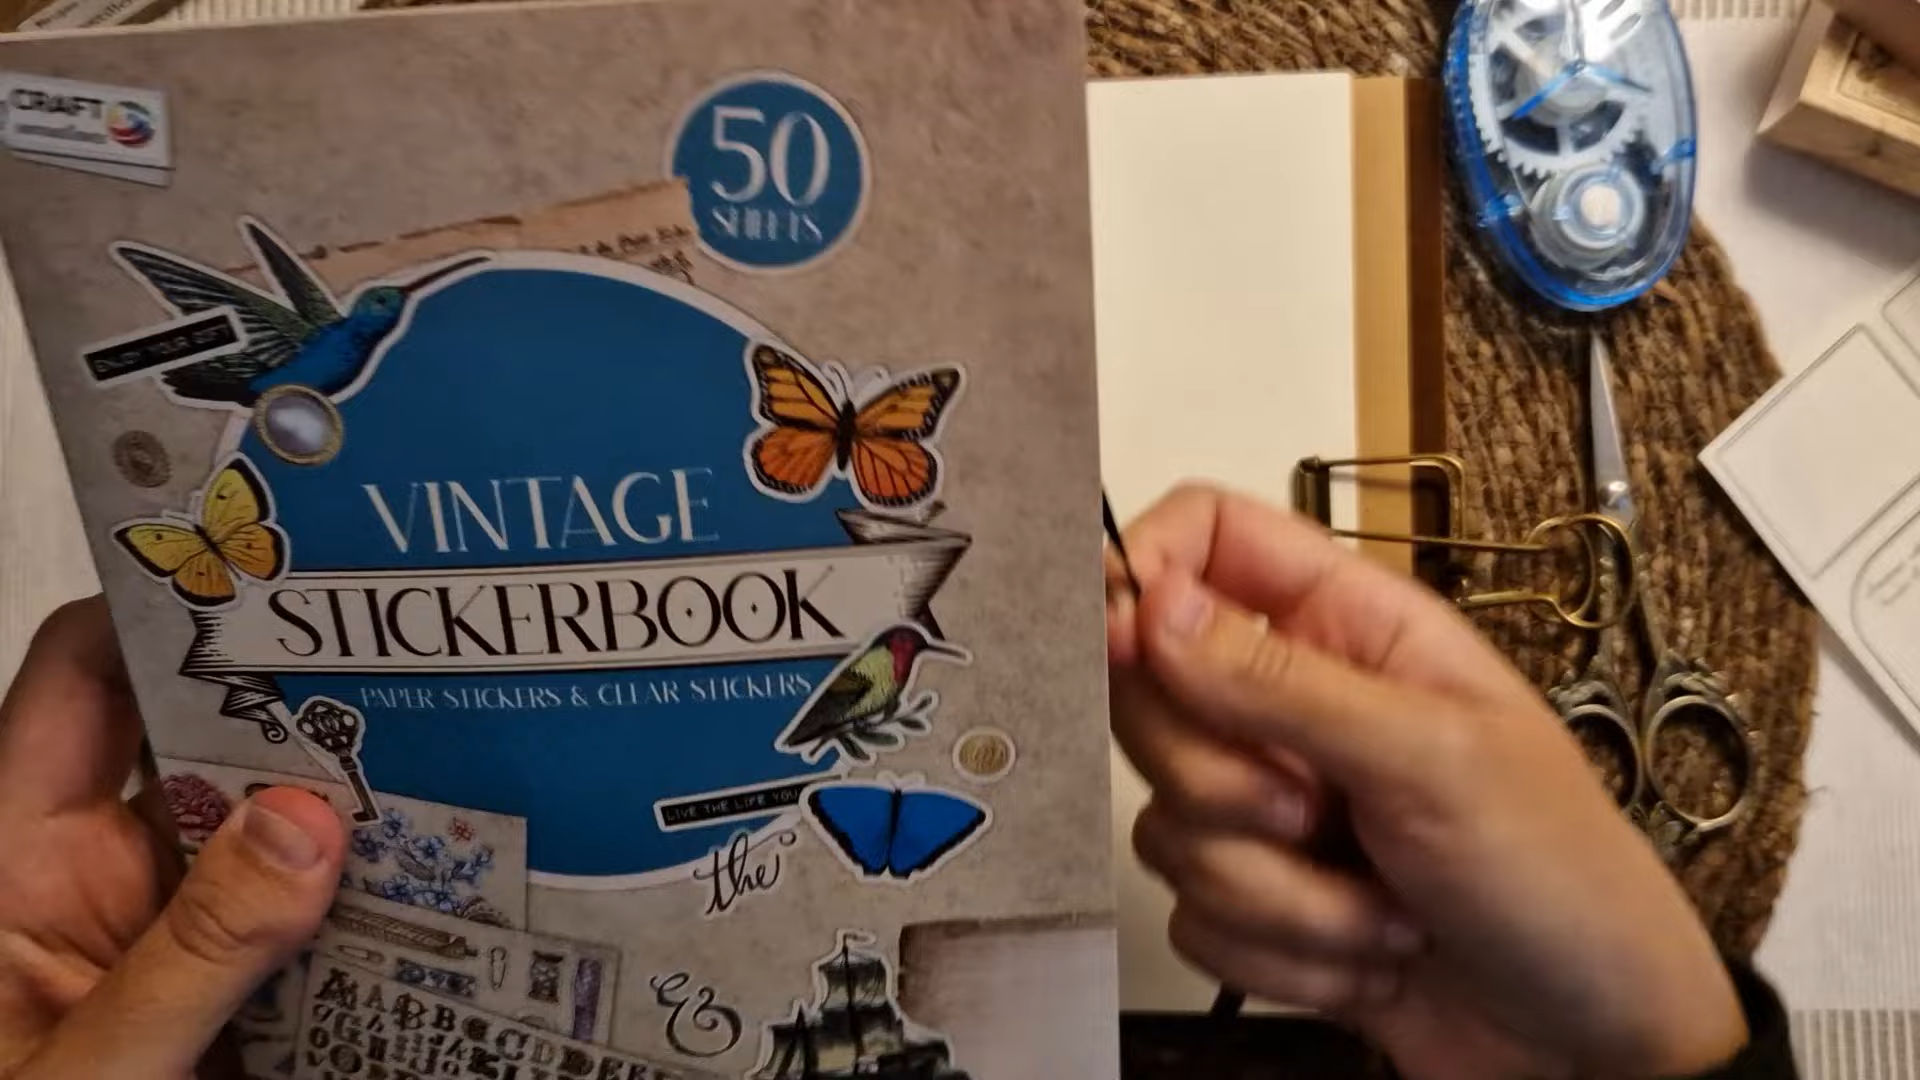 CRAFT
50
SHEETS
ENJOY YOUR GIFT
VINTAGE
STICKERBOOK
PAPER STICKERS & CLEAR STICKERS
LIVE THE LIFE YOU
the
&